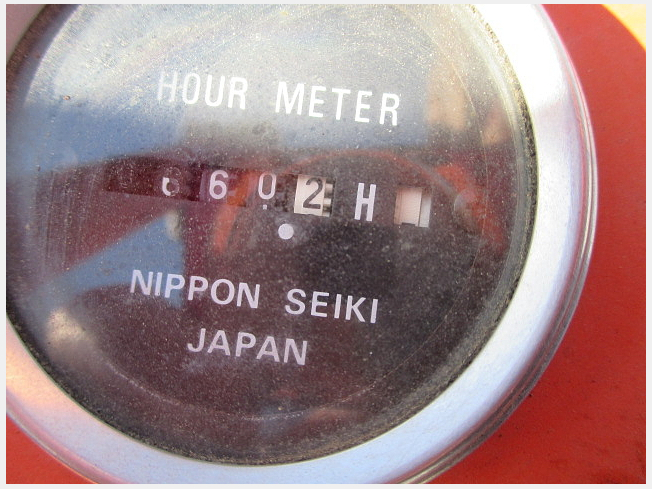 HOUR METER
602 H
NIPPON SEIKI
JAPAN